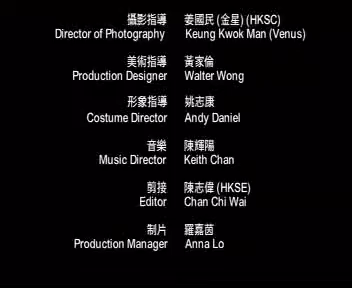 攝影指導 姜國民 (金星) (HKSC)
Director of Photography Keung Kwok Man (Venus)
美術指導 黃家倫
Production Designer Walter Wong
形象指導 姚志康
Costume Director Andy Daniel
音樂 陳輝陽
Music Director Keith Chan
剪接 陳志偉 (HKSE)
Editor Chan Chi Wai
制片 羅嘉茵
Production Manager Anna Lo